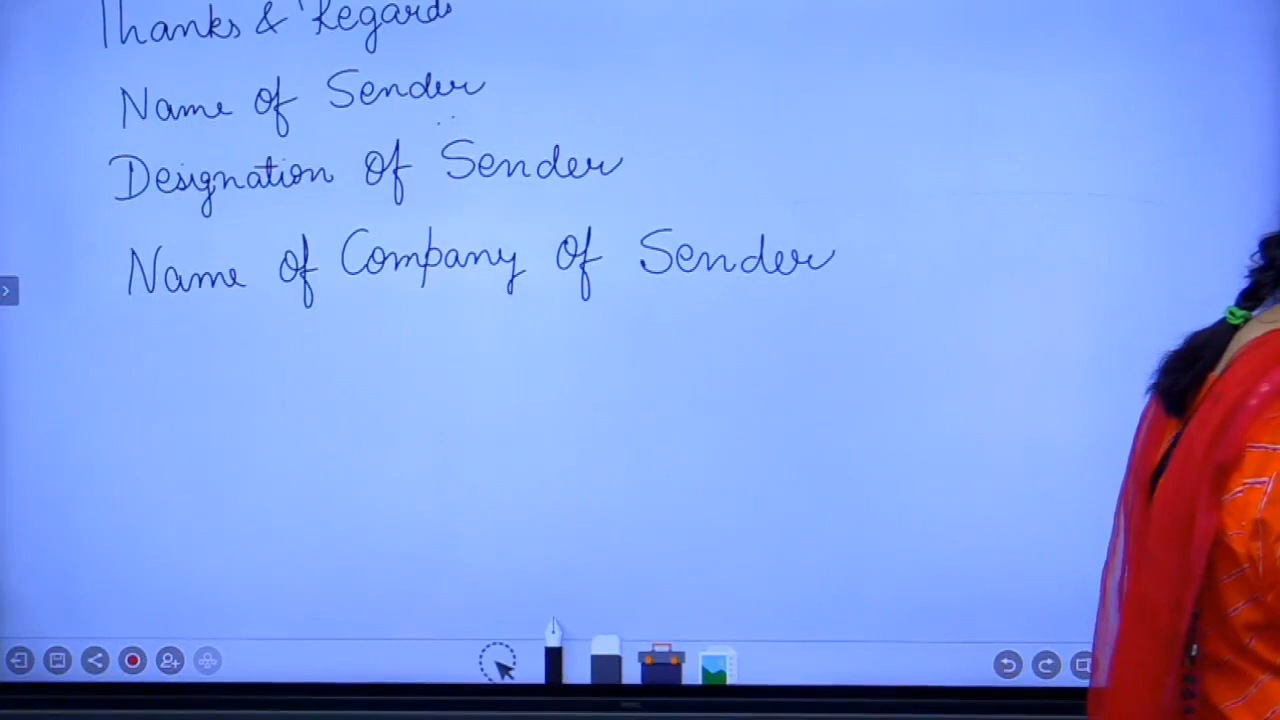 Thanks & Regards
Name of Sender
Designation of Sender
Name of Company of Sender